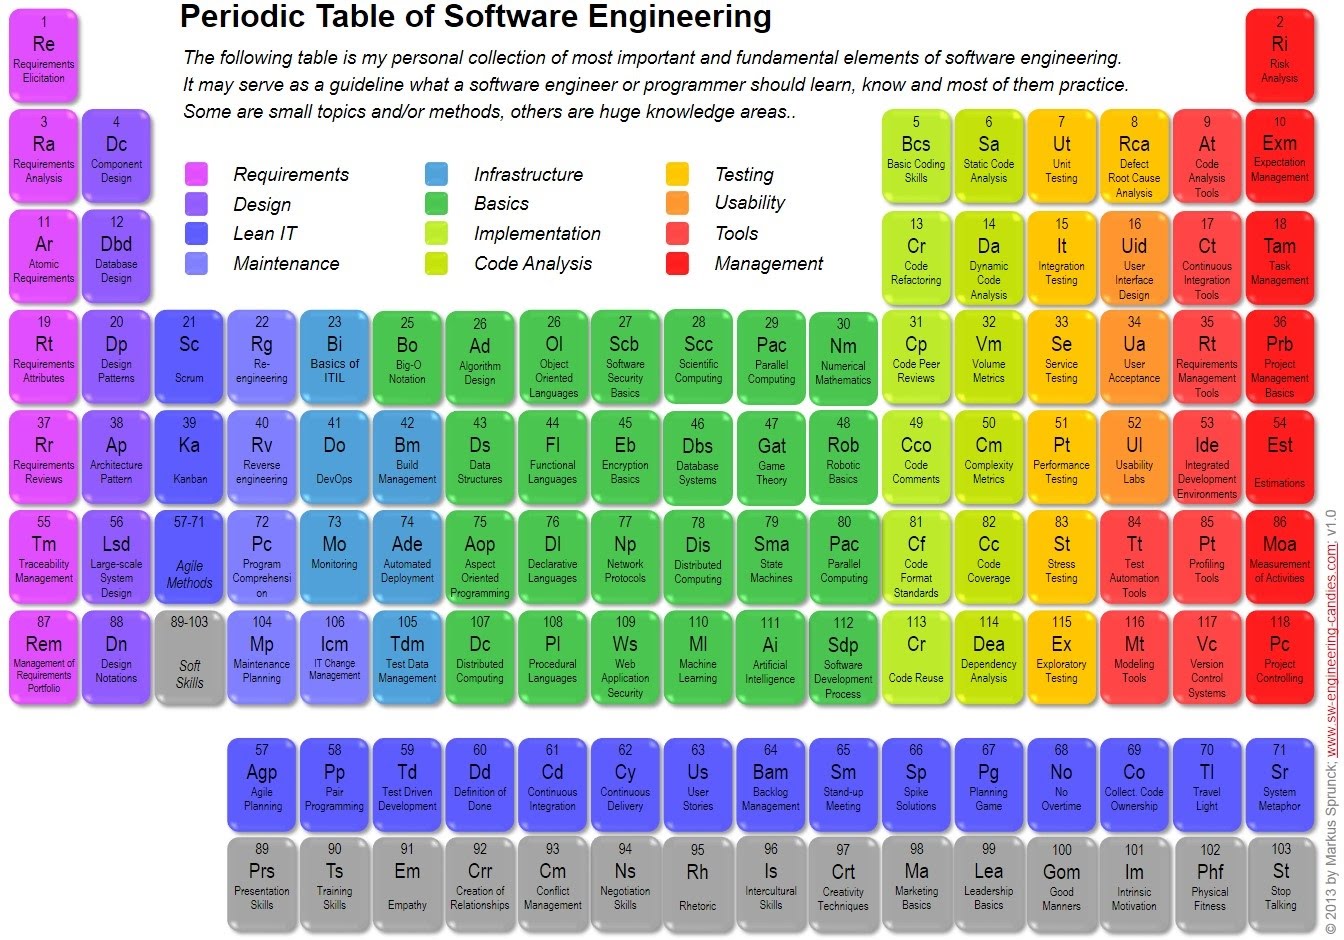 Periodic Table of Software Engineering
The following table is my personal collection of most important and fundamental elements of software engineering.
It may serve as a guideline what a software engineer or programmer should learn, know and most of them practice.
Some are small topics and/or methods, others are huge knowledge areas..
Requirements
Design
Lean IT
Maintenance
Infrastructure
Basics
Implementation
Code Analysis
Testing
Usability
Tools
Management
1
Re
Requirements
Elicitation
2
Ri
Risk
Analysis
3
Ra
Requirements
Analysis
4
Dc
Component
Design
5
Bcs
Basic Coding
Skills
6
Sa
Static Code
Analysis
7
Ut
Unit
Testing
8
Rca
Defect
Root Cause
Analysis
9
At
Code
Analysis
Tools
10
Exm
Expectation
Management
11
Ar
Atomic
Requirements
12
Dbd
Database
Design
13
Cr
Code
Refactoring
14
Da
Dynamic
Code
Analysis
15
It
Integration
Testing
16
Uid
User
Interface
Design
17
Ct
Continuous
Integration
Tools
18
Tam
Task
Management
19
Rt
Requirements
Attributes
20
Dp
Design
Patterns
21
Sc
Scrum
22
Rg
Re-
engineering
23
Bi
Basics of
ITIL
25
Bo
Big-O
Notation
26
Ad
Algorithm
Design
26
Ol
Object
Oriented
Languages
27
Scb
Software
Security
Basics
28
Scc
Scientific
Computing
29
Pac
Parallel
Computing
30
Nm
Numerical
Mathematics
31
Cp
Code Peer
Reviews
32
Vm
Volume
Metrics
33
Se
Service
Testing
34
Ua
User
Acceptance
35
Rt
Requirements
Management
Tools
36
Prb
Project
Management
Basics
37
Rr
Requirements
Reviews
38
Ap
Architecture
Pattern
39
Ka
Kanban
40
Rv
Reverse
engineering
41
Do
DevOps
42
Bm
Build
Management
43
Ds
Data
Structures
44
Fl
Functional
Languages
45
Eb
Encryption
Basics
46
Dbs
Database
Systems
47
Gat
Game
Theory
48
Rob
Robotic
Basics
49
Cco
Code
Comments
50
Cm
Complexity
Metrics
51
Pt
Performance
Testing
52
Ul
Usability
Labs
53
Ide
Integrated
Development
Environments
54
Est
Estimations
55
Tm
Traceability
Management
56
Lsd
Large-scale
System
Design
57-71
Agile
Methods
72
Pc
Program
Comprehensi
on
73
Mo
Monitoring
74
Ade
Automated
Deployment
75
Aop
Aspect
Oriented
Programming
76
Dl
Declarative
Languages
77
Np
Network
Protocols
78
Dis
Distributed
Computing
79
Sma
State
Machines
80
Pac
Parallel
Computing
81
Cf
Code
Format
Standards
82
Cc
Code
Coverage
83
St
Stress
Testing
84
Tt
Test
Automation
Tools
85
Pt
Profiling
Tools
86
Moa
Measurement
of Activities
87
Rem
Management of
Requirements
Portfolio
88
Dn
Design
Notations
89-103
Soft
Skills
104
Mp
Maintenance
Planning
106
Icm
IT Change
Management
105
Tdm
Test Data
Management
107
Dc
Distributed
Computing
108
Pl
Procedural
Languages
109
Ws
Web
Application
Security
110
Ml
Machine
Learning
111
Ai
Artificial
Intelligence
112
Sdp
Software
Development
Process
113
Cr
Code Reuse
114
Dea
Dependency
Analysis
115
Ex
Exploratory
Testing
116
Mt
Modeling
Tools
117
Vc
Version
Control
Systems
118
Pc
Project
Controlling
57
Agp
Agile
Planning
58
Pp
Pair
Programming
59
Td
Test Driven
Development
60
Dd
Definition of
Done
61
Cd
Continuous
Integration
62
Cy
Continuous
Delivery
63
Us
User
Stories
64
Bam
Backlog
Management
65
Sm
Stand-up
Meeting
66
Sp
Spike
Solutions
67
Pg
Planning
Game
68
No
No
Overtime
69
Co
Collect. Code
Ownership
70
Tl
Travel
Light
71
Sr
System
Metaphor
89
Prs
Presentation
Skills
90
Ts
Training
Skills
91
Em
Empathy
92
Crr
Creation of
Relationships
93
Cm
Conflict
Management
94
Ns
Negotiation
Skills
95
Rh
Rhetoric
96
Is
Intercultural
Skills
97
Crt
Creativity
Techniques
98
Ma
Marketing
Basics
99
Lea
Leadership
Basics
100
Gom
Good
Manners
101
Im
Intrinsic
Motivation
102
Phf
Physical
Fitness
103
St
Stop
Talking
© 2013 by Markus Sprunck; www.sw-engineering-candies.com; v1.0